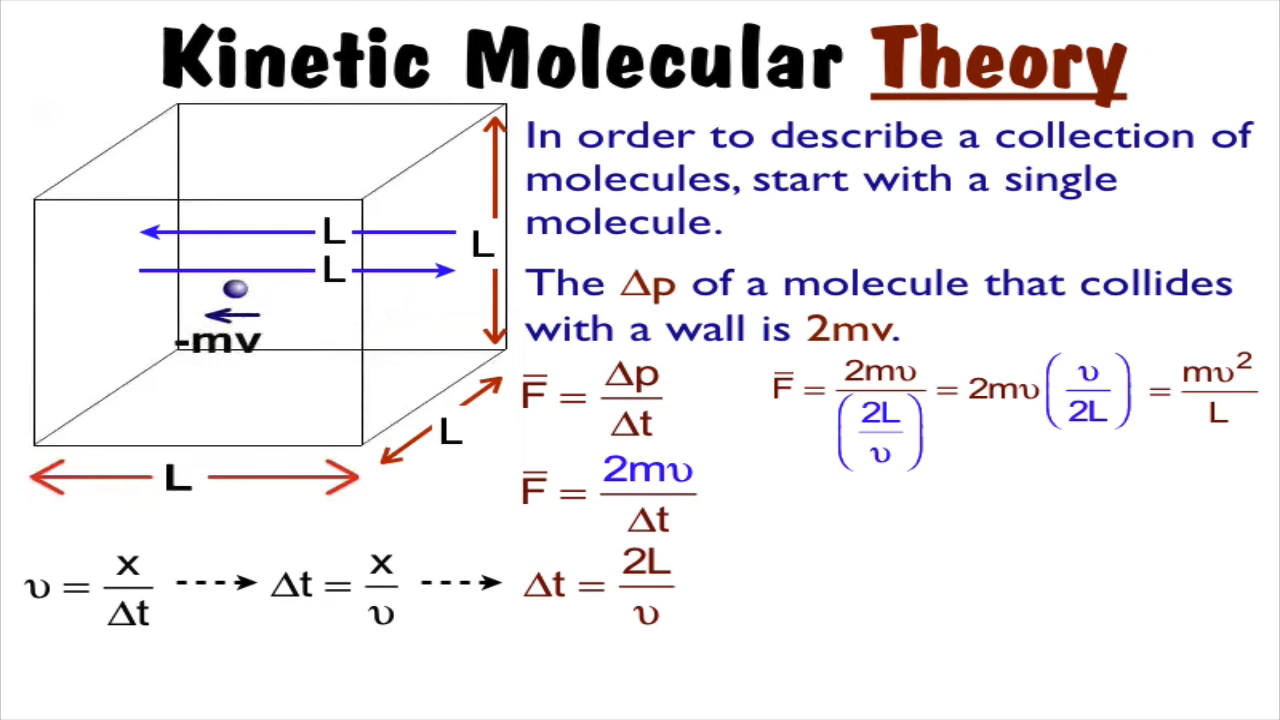 Kinetic Molecular Theory
In order to describe a collection of
molecules, start with a single
molecule.
The Δp of a molecule that collides
with a wall is 2mv.
L
L
L
-mv
L
L
F̅ = Δp/Δt
F̅ = 2mυ/(2L/υ) = 2mυ(υ/2L) = mυ²/L
F̅ = 2mυ/Δt
υ = x/Δt ---> Δt = x/υ ---> Δt = 2L/υ